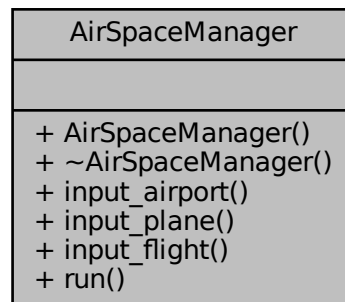 AirSpaceManager
+ AirSpaceManager()
+ ~AirSpaceManager()
+ input_airport()
+ input_plane()
+ input_flight()
+ run()